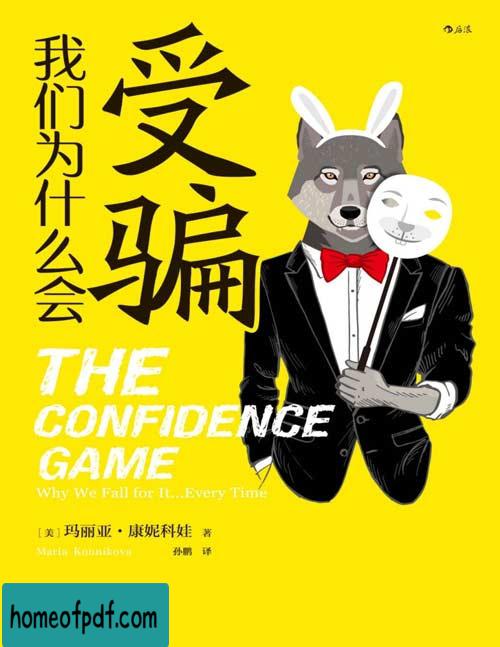 后浪
我们为什么会
受骗
THE
CONFIDENCE
GAME
Why We Fall for It...Every Time
[美] 玛丽亚·康妮科娃 著
Maria Konnikova 孙鹏 译
homeofpdf.com